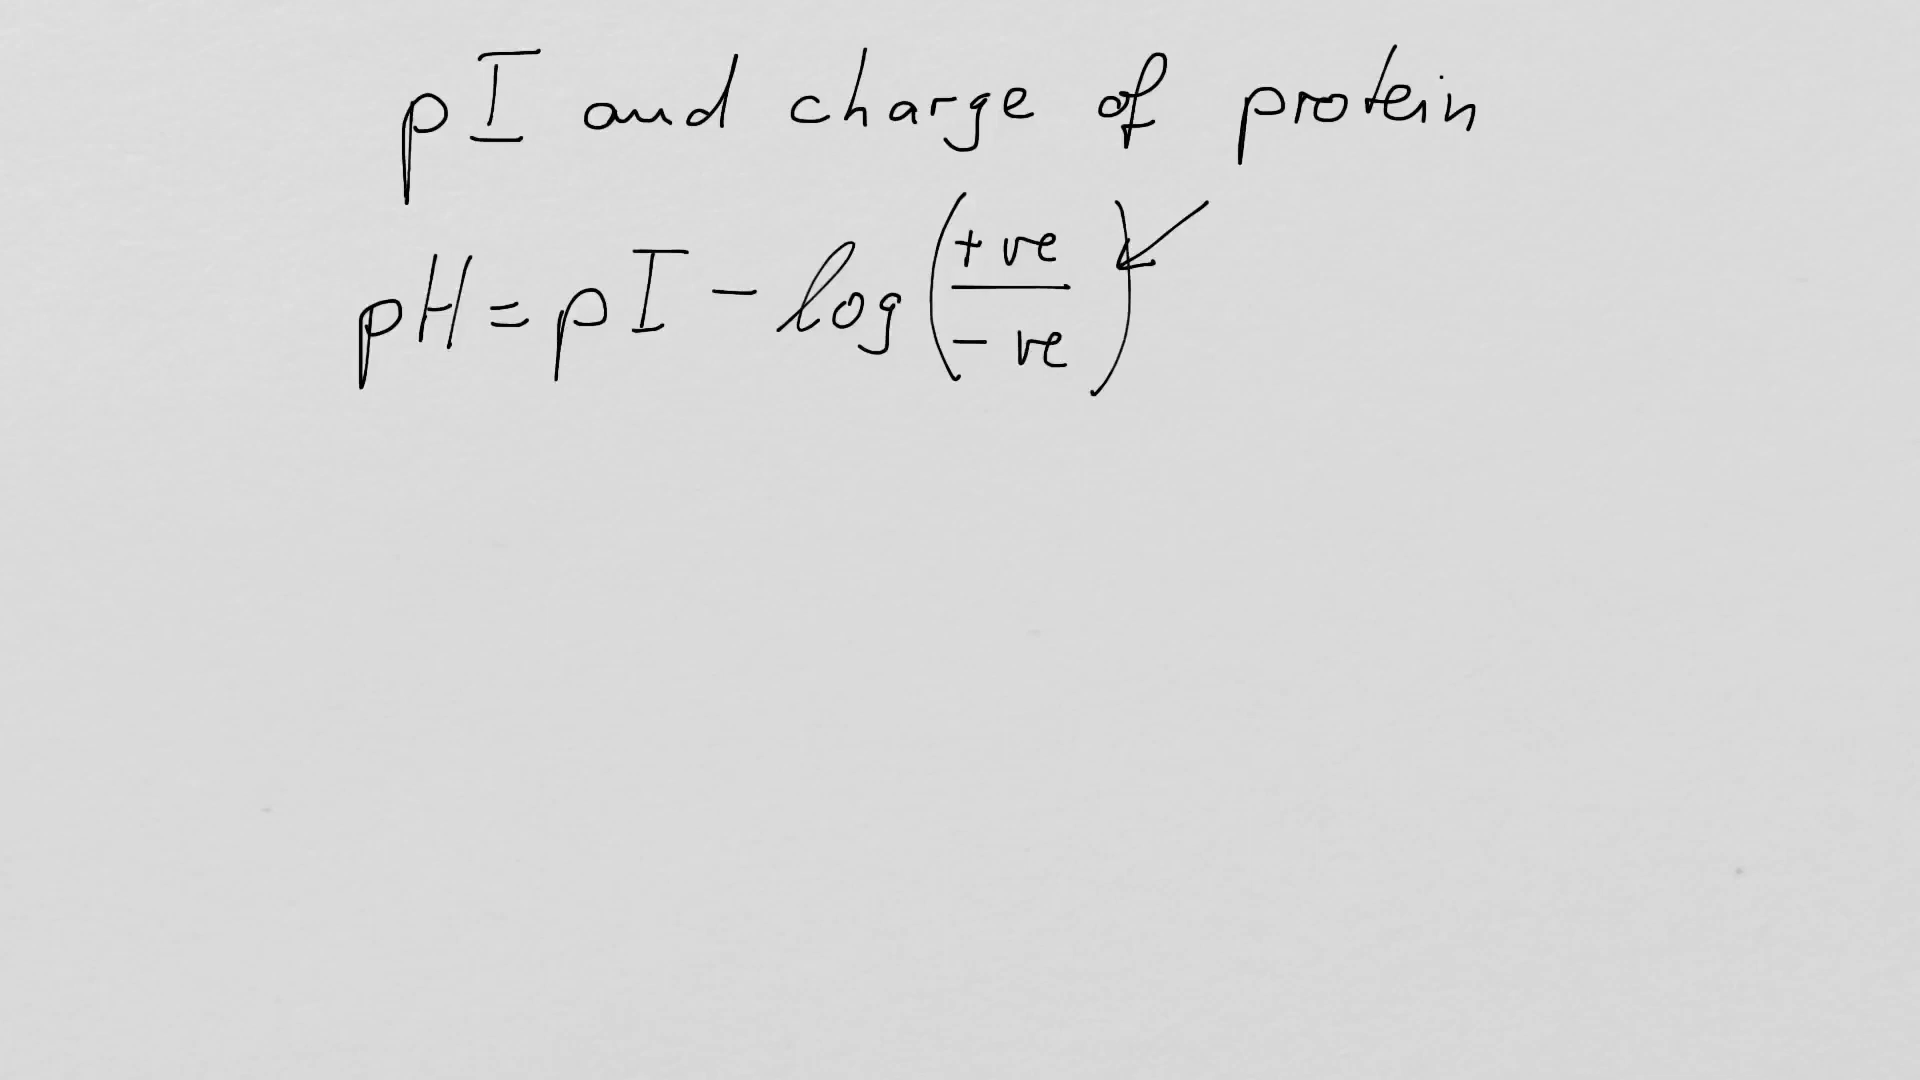 pI and charge of protein
pH = pI - log(+ve / -ve)